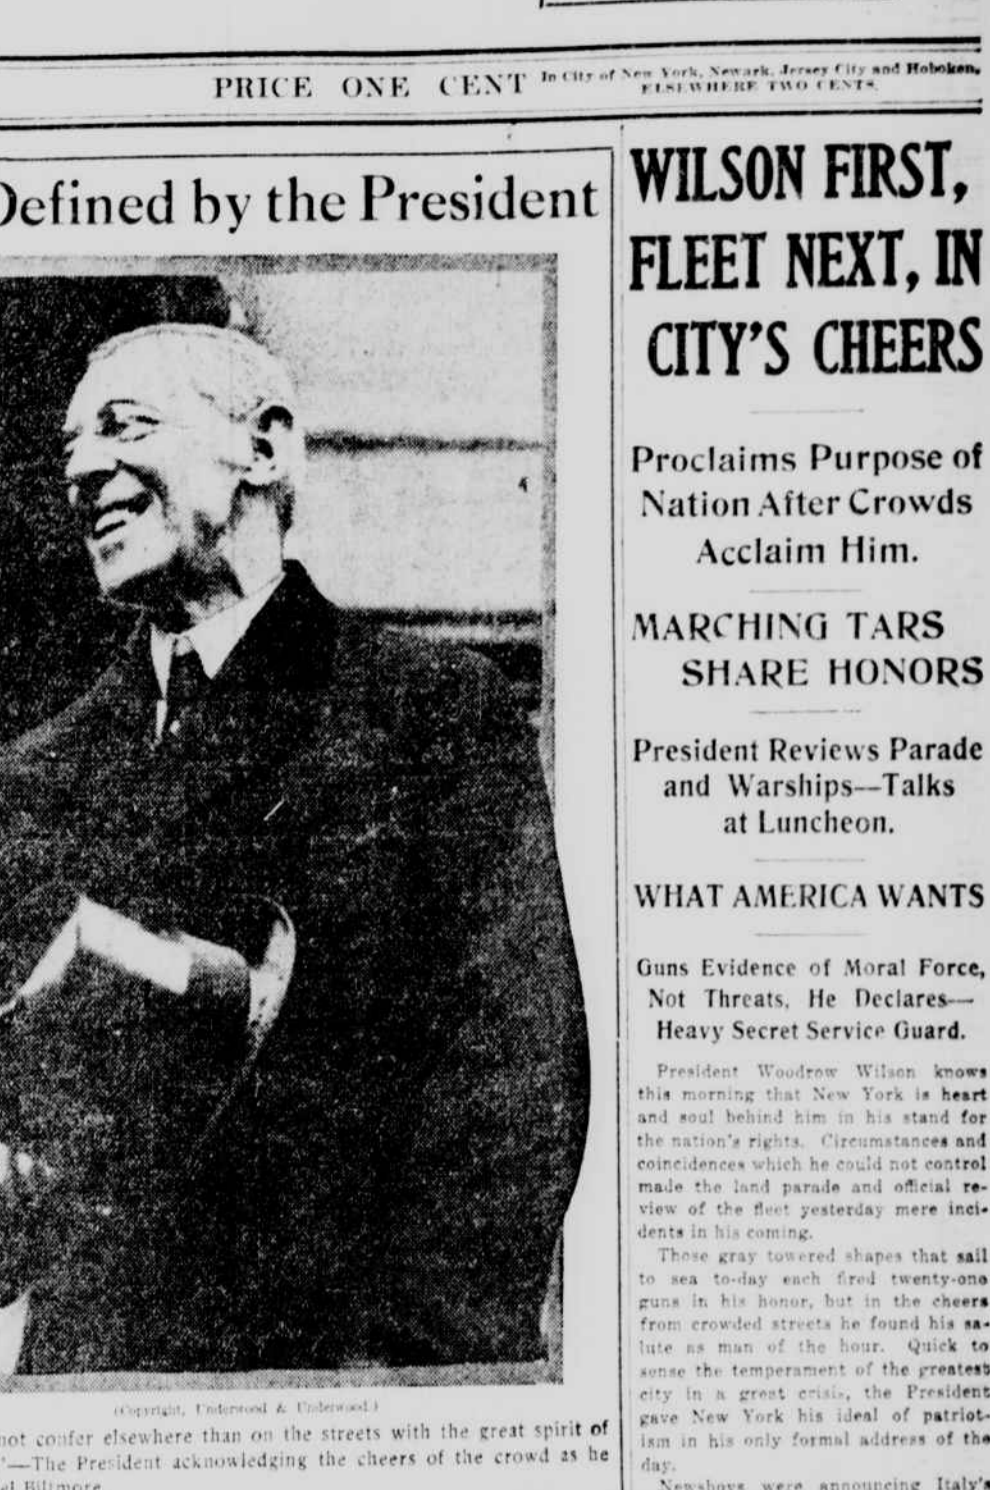 PRICE ONE CENT In City of New York, Newark, Jersey City and Hoboken,
ELSEWHERE TWO CENTS.
Defined by the President
(Copyright, Underwood & Underwood.)
not confer elsewhere than on the streets with the great spirit of
"—The President acknowledging the cheers of the crowd as he
el Biltmore
WILSON FIRST,
FLEET NEXT, IN
CITY'S CHEERS
Proclaims Purpose of
Nation After Crowds
Acclaim Him.
MARCHING TARS
SHARE HONORS
President Reviews Parade
and Warships—Talks
at Luncheon.
WHAT AMERICA WANTS
Guns Evidence of Moral Force,
Not Threats, He Declares—
Heavy Secret Service Guard.
President Woodrow Wilson knows
this morning that New York is heart
and soul behind him in his stand for
the nation's rights. Circumstances and
coincidences which he could not control
made the land parade and official re-
view of the fleet yesterday mere inci-
dents in his coming.
Those gray towered shapes that sail
to sea to-day each fired twenty-one
guns in his honor, but in the cheers
from crowded streets he found his sa-
lute as man of the hour. Quick to
sense the temperament of the greatest
city in a great crisis, the President
gave New York his ideal of patriot-
ism in his only formal address of the
day.
Newsboys were announcing Italy's